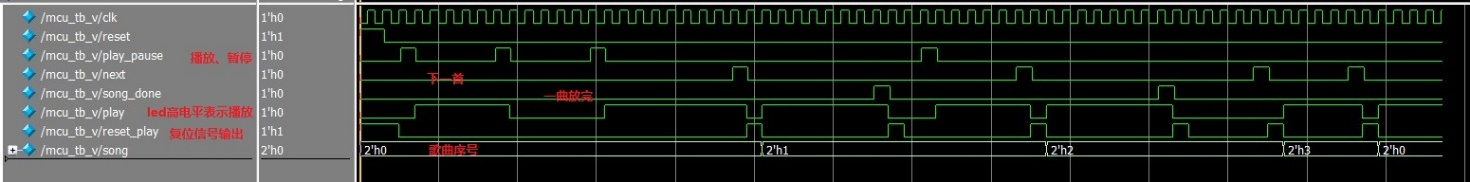 /mcu_tb_v/clk 1'h0
/mcu_tb_v/reset 1'h1
/mcu_tb_v/play_pause 播放、暂停 1'h0
/mcu_tb_v/next 1'h0 下一首
/mcu_tb_v/song_done 1'h0 一曲放完
/mcu_tb_v/play led高电平表示播放 1'h0
/mcu_tb_v/reset_play 复位信号输出 1'h1
/mcu_tb_v/song 2'h0 2'h0 歌曲序号 2'h1 2'h2 2'h3 2'h0